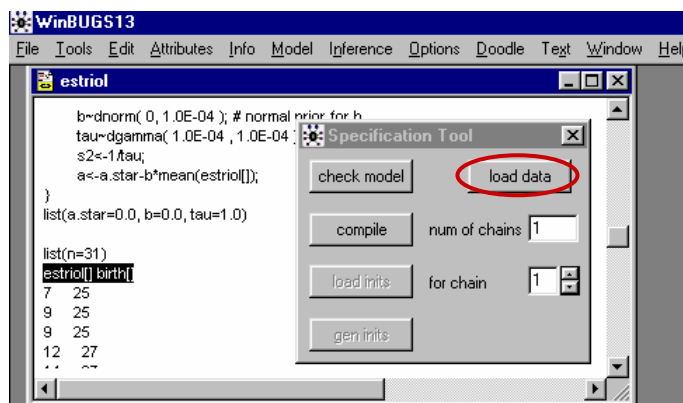 WinBUGS13
File Tools Edit Attributes Info Model Inference Options Doodle Text Window Help
estriol
b~dnorm( 0, 1.0E-04 ); # normal prior for b
tau~dgamma( 1.0E-04 , 1.0E-04
s2<-1/tau;
a<-a.star-b*mean(estriol[]);
}
list(a.star=0.0, b=0.0, tau=1.0)
list(n=31)
estriol[] birth[]
7 25
9 25
9 25
12 27
Specification Tool
check model load data
compile num of chains 1
load inits for chain 1
gen inits